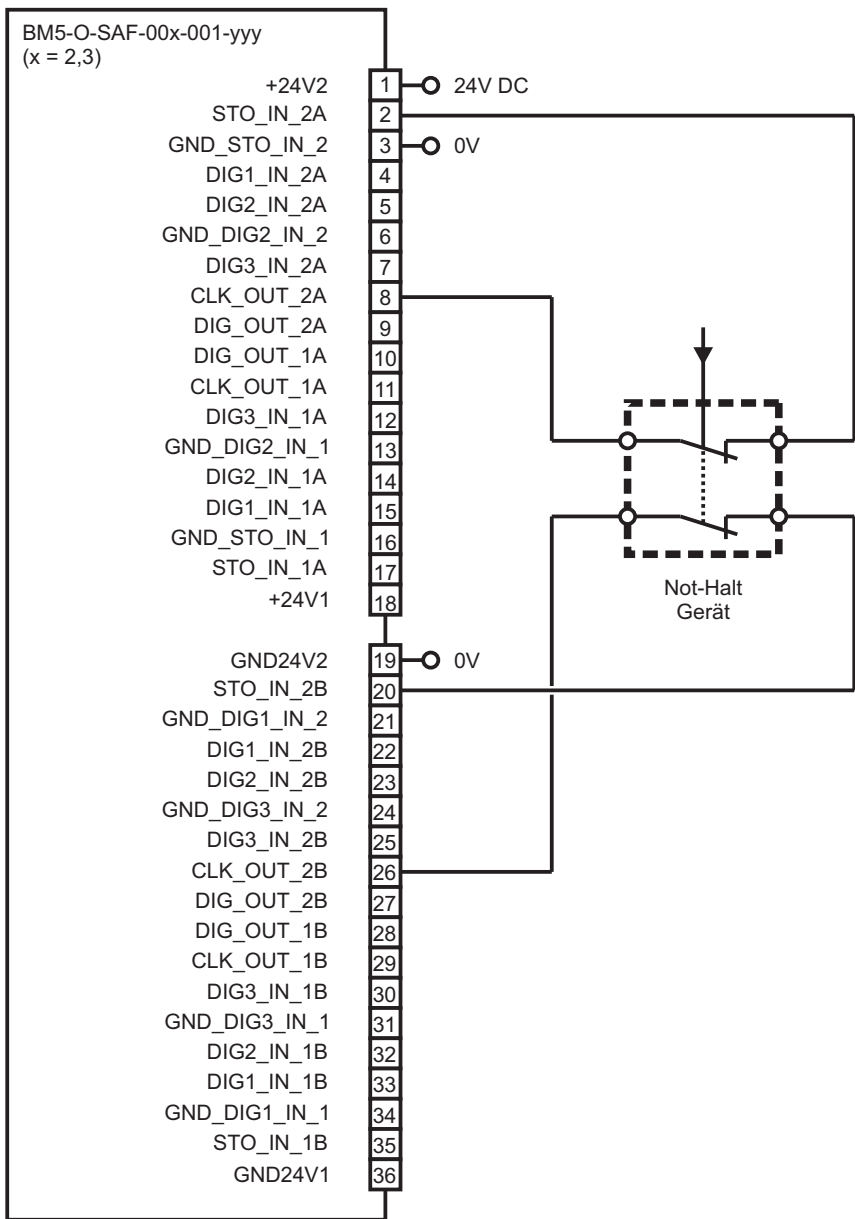 BM5-O-SAF-00x-001-yyy
(x = 2,3)
+24V2 1 24V DC
STO_IN_2A 2
GND_STO_IN_2 3 0V
DIG1_IN_2A 4
DIG2_IN_2A 5
GND_DIG2_IN_2 6
DIG3_IN_2A 7
CLK_OUT_2A 8
DIG_OUT_2A 9
DIG_OUT_1A 10
CLK_OUT_1A 11
DIG3_IN_1A 12
GND_DIG2_IN_1 13
DIG2_IN_1A 14
DIG1_IN_1A 15
GND_STO_IN_1 16
STO_IN_1A 17
+24V1 18
Not-Halt
Gerät
GND24V2 19 0V
STO_IN_2B 20
GND_DIG1_IN_2 21
DIG1_IN_2B 22
DIG2_IN_2B 23
GND_DIG3_IN_2 24
DIG3_IN_2B 25
CLK_OUT_2B 26
DIG_OUT_2B 27
DIG_OUT_1B 28
CLK_OUT_1B 29
DIG3_IN_1B 30
GND_DIG3_IN_1 31
DIG2_IN_1B 32
DIG1_IN_1B 33
GND_DIG1_IN_1 34
STO_IN_1B 35
GND24V1 36